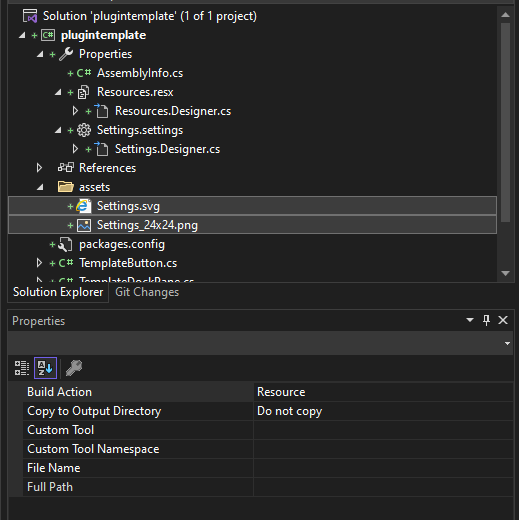 Solution 'plugintemplate' (1 of 1 project)
plugintemplate
Properties
C# AssemblyInfo.cs
Resources.resx
Resources.Designer.cs
Settings.settings
Settings.Designer.cs
References
assets
Settings.svg
Settings_24x24.png
packages.config
C# TemplateButton.cs
C# TemplateDockPane.cs
Solution Explorer Git Changes
Properties
Build Action Resource
Copy to Output Directory Do not copy
Custom Tool
Custom Tool Namespace
File Name
Full Path